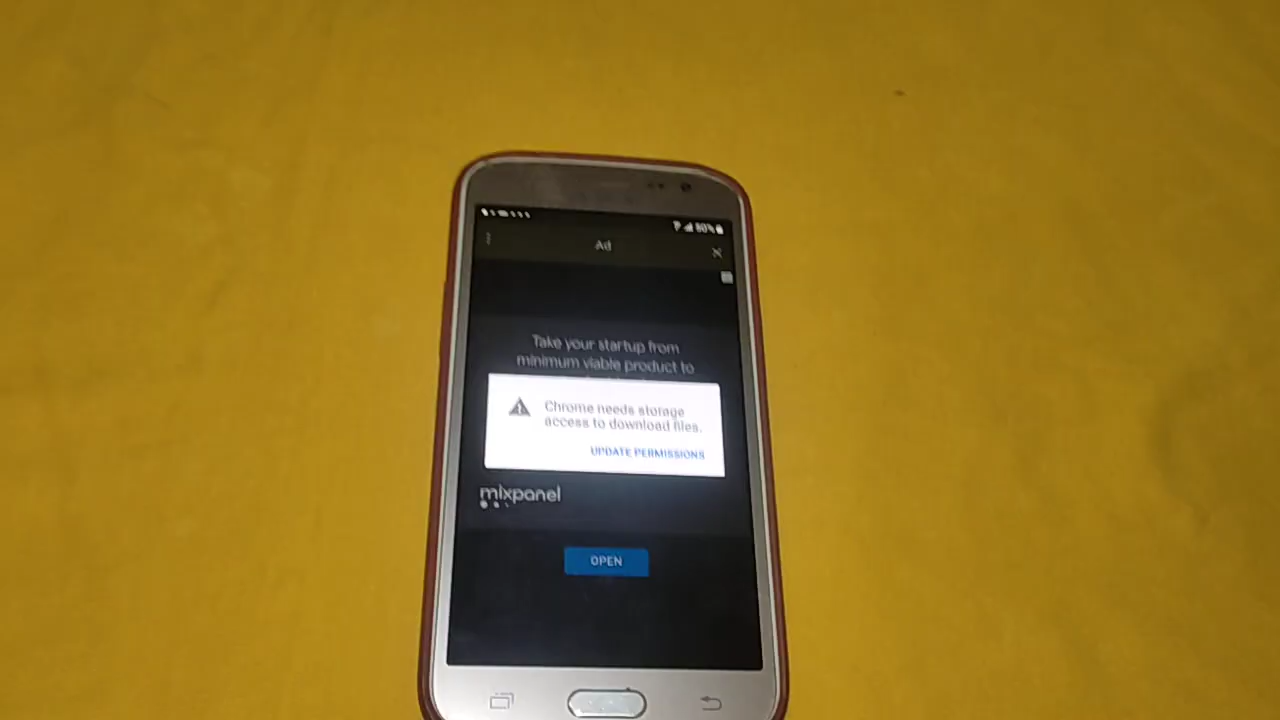 80%
Ad
Take your startup from
minimum viable product to
Chrome needs storage
access to download files.
UPDATE PERMISSIONS
mixpanel
OPEN